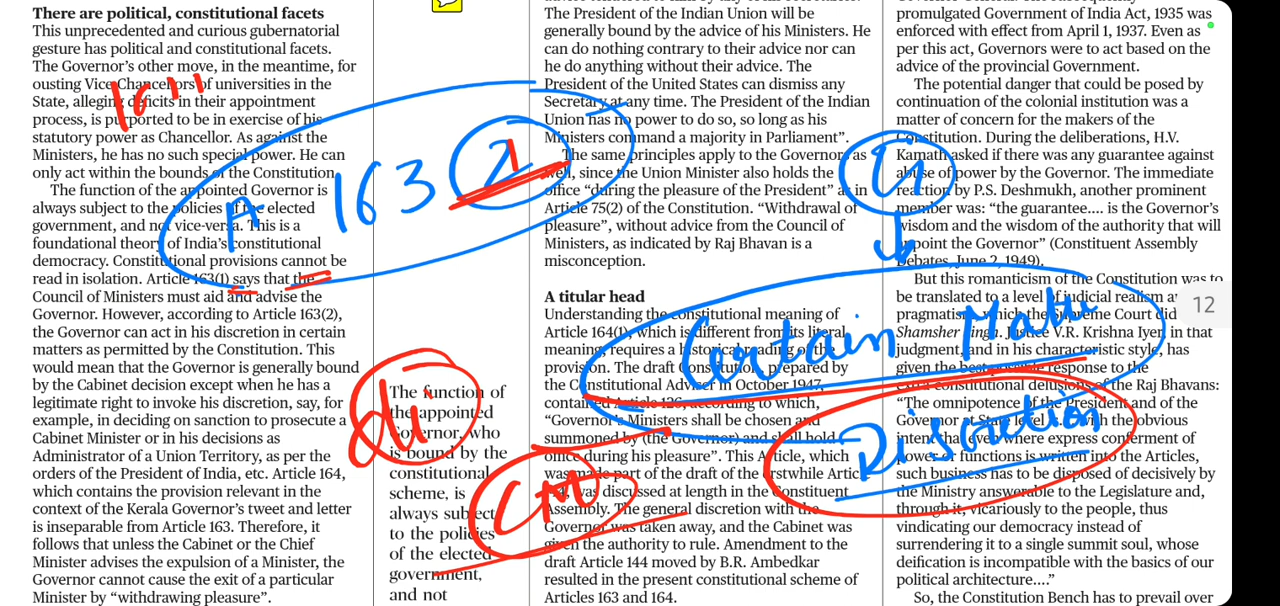 There are political, constitutional facets
This unprecedented and curious gubernatorial
gesture has political and constitutional facets.
The Governor's other move, in the meantime, for
ousting Vice-Chancellors of universities in the
State, alleging deficits in their appointment
process, is purported to be in exercise of his
statutory power as Chancellor. As against the
Ministers, he has no such special power. He can
only act within the bounds of the Constitution.
The function of the appointed Governor is
always subject to the policies of the elected
government, and not vice-versa. This is a
foundational theory of India's constitutional
democracy. Constitutional provisions cannot be
read in isolation. Article 163(1) says that the
Council of Ministers must aid and advise the
Governor. However, according to Article 163(2),
the Governor can act in his discretion in certain
matters as permitted by the Constitution. This
would mean that the Governor is generally bound
by the Cabinet decision except when he has a
legitimate right to invoke his discretion, say, for
example, in deciding on sanction to prosecute a
Cabinet Minister or in his decisions as
Administrator of a Union Territory, as per the
orders of the President of India, etc. Article 164,
which contains the provision relevant in the
context of the Kerala Governor's tweet and letter
is inseparable from Article 163. Therefore, it
follows that unless the Cabinet or the Chief
Minister advises the expulsion of a Minister, the
Governor cannot cause the exit of a particular
Minister by "withdrawing pleasure".
The function of
the appointed
Governor, who
is bound by the
constitutional
scheme, is
always subject
to the policies
of the elected
government,
and not
The President of the Indian Union will be
generally bound by the advice of his Ministers. He
can do nothing contrary to their advice nor can
he do anything without their advice. The
President of the United States can dismiss any
Secretary at any time. The President of the Indian
Union has no power to do so, so long as his
Ministers command a majority in Parliament".
The same principles apply to the Governors as
well, since the Union Minister also holds the
office "during the pleasure of the President" as in
Article 75(2) of the Constitution. "Withdrawal of
pleasure", without advice from the Council of
Ministers, as indicated by Raj Bhavan is a
misconception.
A titular head
Understanding the constitutional meaning of
Article 164(1), which is different from its literal
meaning, requires a historical reading of the
provision. The draft Constitution, prepared by
the Constitutional Adviser in October 1947,
contained Article 126, according to which,
"Governor's Ministers shall be chosen and
summoned by (the Governor) and shall hold
office during his pleasure". This Article, which
was made part of the draft of the erstwhile Article
144, was discussed at length in the Constituent
Assembly. The general discretion with the
Governor was taken away, and the Cabinet was
given the authority to rule. Amendment to the
draft Article 144 moved by B.R. Ambedkar
resulted in the present constitutional scheme of
Articles 163 and 164.
promulgated Government of India Act, 1935 was
enforced with effect from April 1, 1937. Even as
per this act, Governors were to act based on the
advice of the provincial Government.
The potential danger that could be posed by
continuation of the colonial institution was a
matter of concern for the makers of the
Constitution. During the deliberations, H.V.
Kamath asked if there was any guarantee against
abuse of power by the Governor. The immediate
reaction by P.S. Deshmukh, another prominent
member was: "the guarantee.... is the Governor's
wisdom and the wisdom of the authority that will
appoint the Governor" (Constituent Assembly
Debates, June 2, 1949).
But this romanticism of the Constitution was to
be translated to a level of judicial realism and
pragmatism, which the Supreme Court did in
Shamsher Singh. Justice V.R. Krishna Iyer, in that
judgment, and in his characteristic style, has
given the best possible response to the
extra constitutional delusions of the Raj Bhavans:
"The omnipotence of the President and of the
Governor at State level with the obvious
intent that even where express conferment of
power or functions is written into the Articles,
such business has to be disposed of decisively by
the Ministry answerable to the Legislature and,
through it, vicariously to the people, thus
vindicating our democracy instead of
surrendering it to a single summit soul, whose
deification is incompatible with the basics of our
political architecture...."
So, the Constitution Bench has to prevail over
12
A 163 2
1
G
Certain Matte
Discretion
di
CM